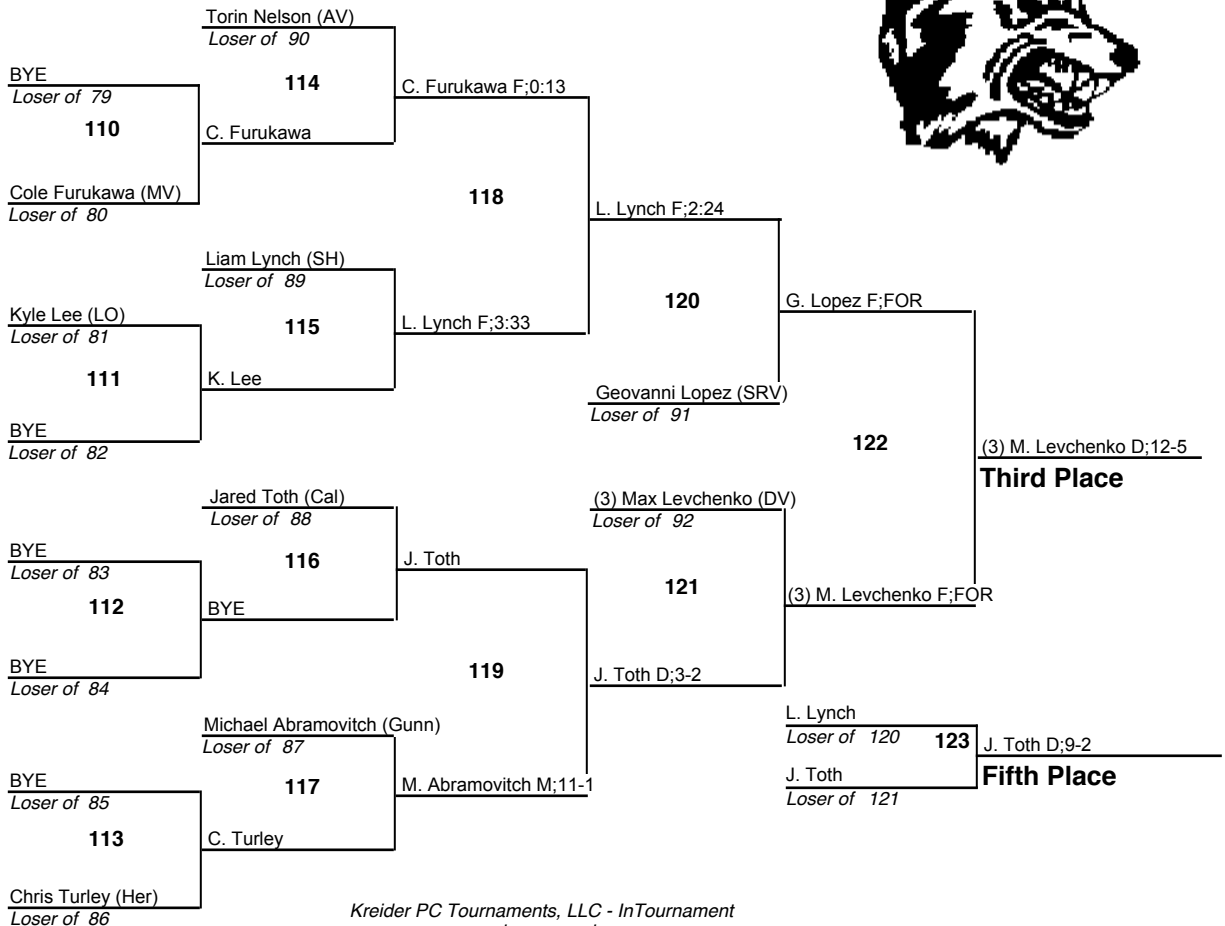 Torin Nelson (AV)
Loser of 90
BYE
Loser of 79
114
C. Furukawa F;0:13
110
C. Furukawa
Cole Furukawa (MV)
Loser of 80
118
L. Lynch F;2:24
Liam Lynch (SH)
Loser of 89
Kyle Lee (LO)
Loser of 81
115
L. Lynch F;3:33
120
G. Lopez F;FOR
111
K. Lee
Geovanni Lopez (SRV)
Loser of 91
BYE
Loser of 82
122
(3) M. Levchenko D;12-5
Third Place
Jared Toth (Cal)
Loser of 88
(3) Max Levchenko (DV)
Loser of 92
BYE
Loser of 83
116
J. Toth
121
(3) M. Levchenko F;FOR
112
BYE
BYE
Loser of 84
119
J. Toth D;3-2
Michael Abramovitch (Gunn)
Loser of 87
L. Lynch
Loser of 120
123
J. Toth D;9-2
Fifth Place
J. Toth
Loser of 121
BYE
Loser of 85
117
M. Abramovitch M;11-1
113
C. Turley
Chris Turley (Her)
Loser of 86
Kreider PC Tournaments, LLC - InTournament